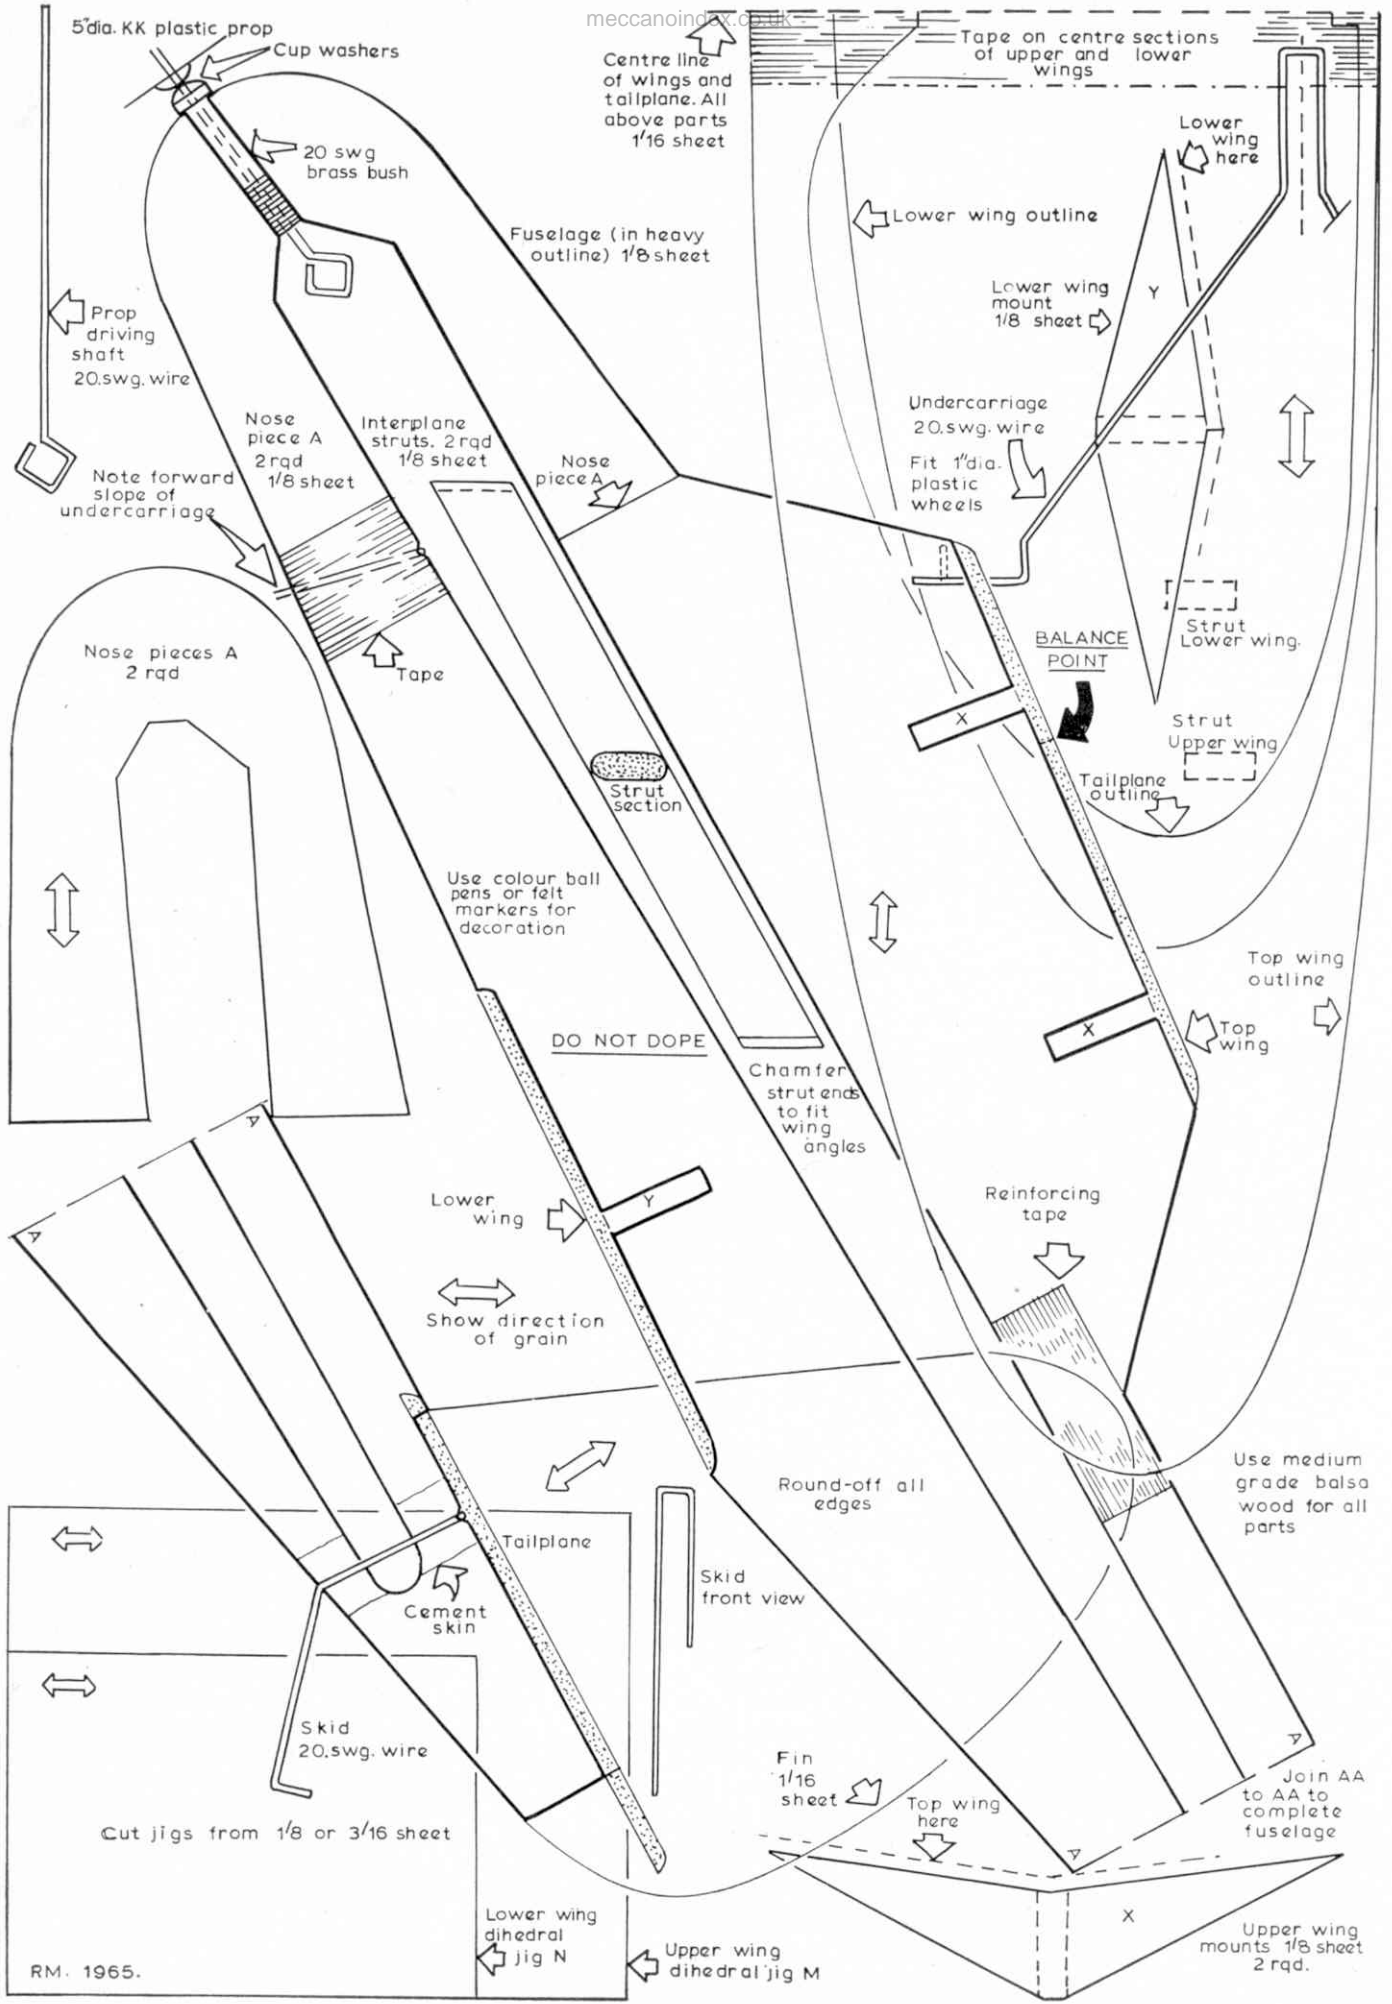 meccanoindex.co.uk
5"dia. KK plastic prop
Cup washers
20 swg
brass bush
Centre line
of wings and
tailplane. All
above parts
1/16 sheet
Tape on centre sections
of upper and lower
wings
Lower
wing
here
Lower wing outline
Fuselage (in heavy
outline) 1/8 sheet
Lower wing
mount
1/8 sheet
Y
Prop
driving
shaft
20.swg. wire
Nose
piece A
2 rqd
1/8 sheet
Interplane
struts. 2 rqd
1/8 sheet
Nose
piece A
Undercarriage
20.swg. wire
Fit 1"dia.
plastic
wheels
Note forward
slope of
undercarriage
Nose pieces A
2 rqd
Tape
BALANCE
POINT
Strut
Lower wing.
X
Strut
Upper wing
Tailplane
outline
Strut
section
Use colour ball
pens or felt
markers for
decoration
Top wing
outline
DO NOT DOPE
X
Top
wing
Chamfer
strut ends
to fit
wing
angles
A
Lower
wing
Y
Reinforcing
tape
A
Show direction
of grain
Round-off all
edges
Use medium
grade balsa
wood for all
parts
Tailplane
Skid
front view
Cement
skin
Skid
20.swg. wire
Fin
1/16
sheet
A
Join AA
to AA to
complete
fuselage
Top wing
here
A
Cut jigs from 1/8 or 3/16 sheet
X
Lower wing
dihedral
jig N
Upper wing
dihedral jig M
Upper wing
mounts 1/8 sheet
2 rqd.
RM. 1965.